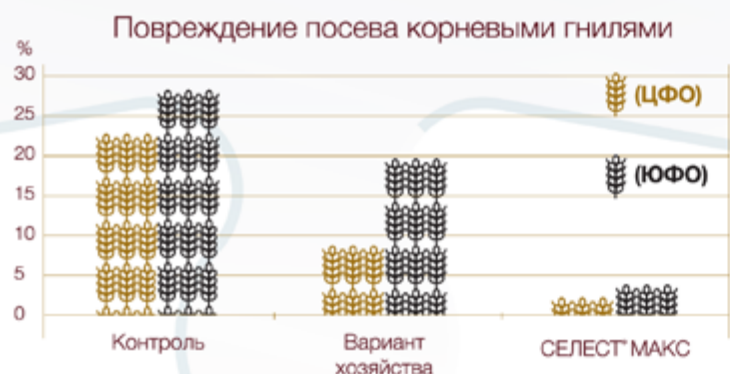 Повреждение посева корневыми гнилями
%
30
25
20
15
10
5
0
(ЦФО)
(ЮФО)
Контроль
Вариант
хозяйства
СЕЛЕСТ® МАКС